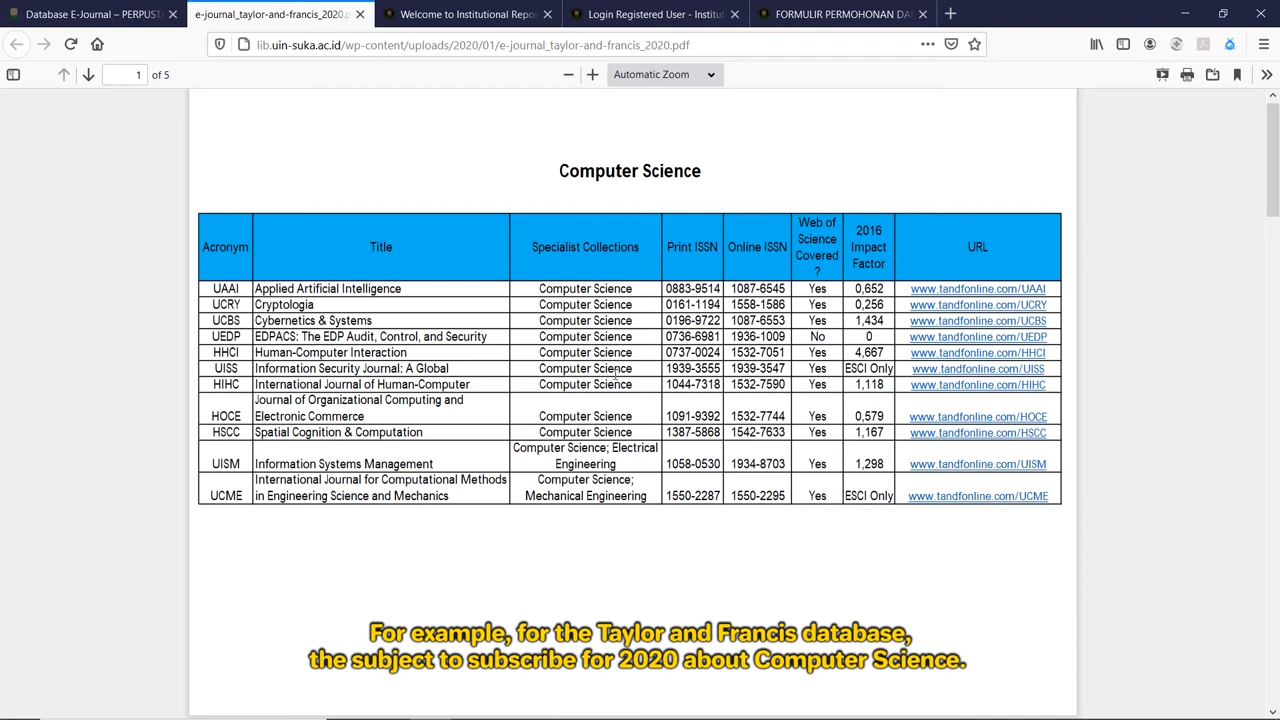 Database E-Journal – PERPUSTA
e-journal_taylor-and-francis_2020.p
Welcome to Institutional Repos
Login Registered User - Institu
FORMULIR PERMOHONAN DA
lib.uin-suka.ac.id/wp-content/uploads/2020/01/e-journal_taylor-and-francis_2020.pdf
1 of 5
Automatic Zoom
Computer Science
Acronym Title Specialist Collections Print ISSN Online ISSN Web of Science Covered ? 2016 Impact Factor URL
UAAI Applied Artificial Intelligence Computer Science 0883-9514 1087-6545 Yes 0,652 www.tandfonline.com/UAAI
UCRY Cryptologia Computer Science 0161-1194 1558-1586 Yes 0,256 www.tandfonline.com/UCRY
UCBS Cybernetics & Systems Computer Science 0196-9722 1087-6553 Yes 1,434 www.tandfonline.com/UCBS
UEDP EDPACS: The EDP Audit, Control, and Security Computer Science 0736-6981 1936-1009 No 0 www.tandfonline.com/UEDP
HHCI Human-Computer Interaction Computer Science 0737-0024 1532-7051 Yes 4,667 www.tandfonline.com/HHCI
UISS Information Security Journal: A Global Computer Science 1939-3555 1939-3547 Yes ESCI Only www.tandfonline.com/UISS
HIHC International Journal of Human-Computer Computer Science 1044-7318 1532-7590 Yes 1,118 www.tandfonline.com/HIHC
Journal of Organizational Computing and
HOCE Electronic Commerce Computer Science 1091-9392 1532-7744 Yes 0,579 www.tandfonline.com/HOCE
HSCC Spatial Cognition & Computation Computer Science 1387-5868 1542-7633 Yes 1,167 www.tandfonline.com/HSCC
Computer Science; Electrical
UISM Information Systems Management Engineering 1058-0530 1934-8703 Yes 1,298 www.tandfonline.com/UISM
International Journal for Computational Methods Computer Science;
UCME in Engineering Science and Mechanics Mechanical Engineering 1550-2287 1550-2295 Yes ESCI Only www.tandfonline.com/UCME
For example, for the Taylor and Francis database,
the subject to subscribe for 2020 about Computer Science.